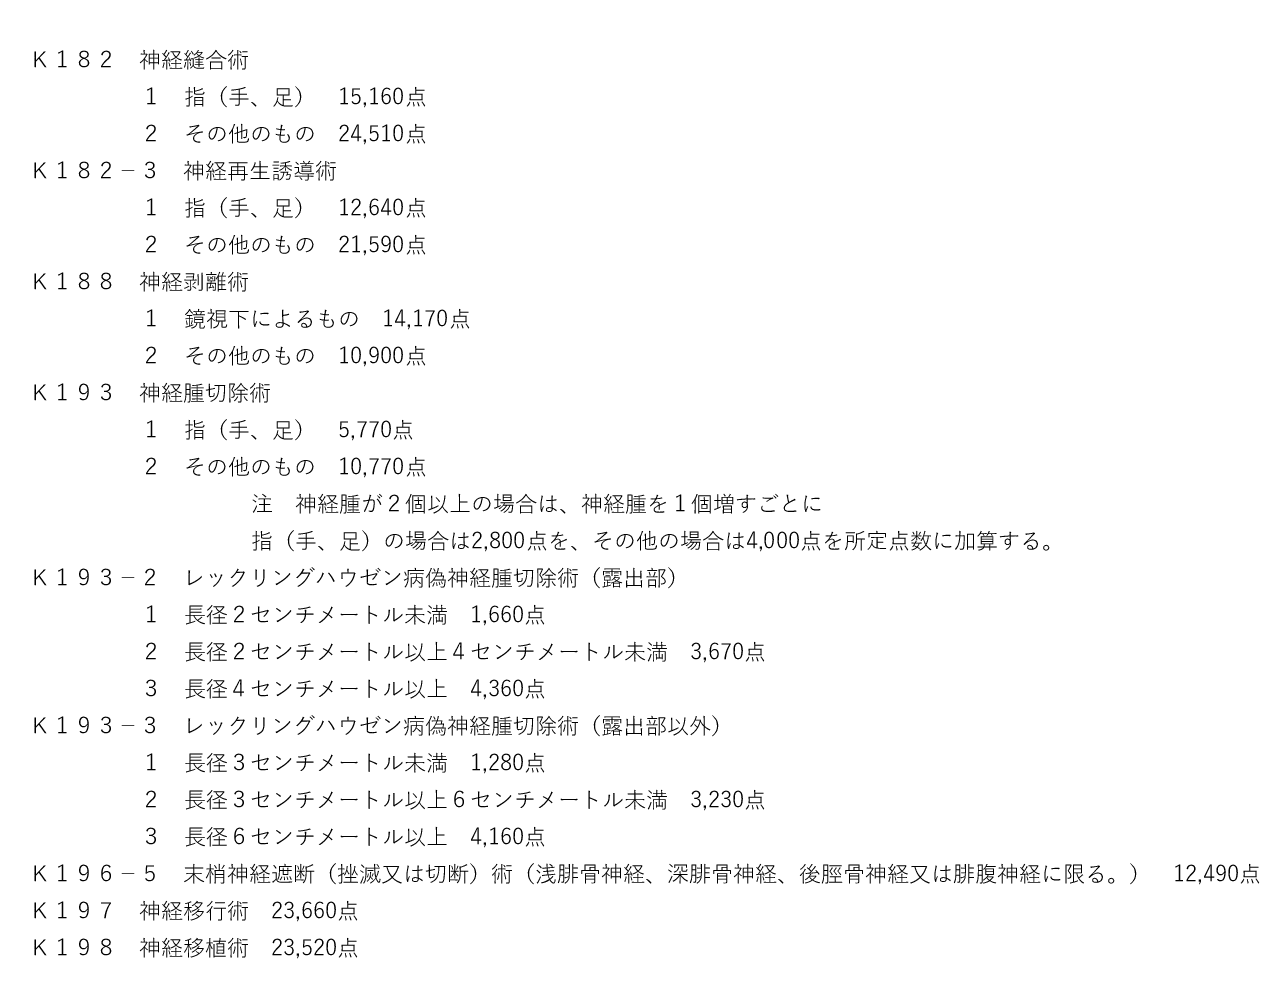 Ｋ１８２　神経縫合術
１　指（手、足）　15,160点
２　その他のもの　24,510点
Ｋ１８２－３　神経再生誘導術
１　指（手、足）　12,640点
２　その他のもの　21,590点
Ｋ１８８　神経剥離術
１　鏡視下によるもの　14,170点
２　その他のもの　10,900点
Ｋ１９３　神経腫切除術
１　指（手、足）　5,770点
２　その他のもの　10,770点
注　神経腫が２個以上の場合は、神経腫を１個増すごとに
指（手、足）の場合は2,800点を、その他の場合は4,000点を所定点数に加算する。
Ｋ１９３－２　レックリングハウゼン病偽神経腫切除術（露出部）
１　長径２センチメートル未満　1,660点
２　長径２センチメートル以上４センチメートル未満　3,670点
３　長径４センチメートル以上　4,360点
Ｋ１９３－３　レックリングハウゼン病偽神経腫切除術（露出部以外）
１　長径３センチメートル未満　1,280点
２　長径３センチメートル以上６センチメートル未満　3,230点
３　長径６センチメートル以上　4,160点
Ｋ１９６－５　末梢神経遮断（挫滅又は切断）術（浅腓骨神経、深腓骨神経、後脛骨神経又は腓腹神経に限る。）　12,490点
Ｋ１９７　神経移行術　23,660点
Ｋ１９８　神経移植術　23,520点